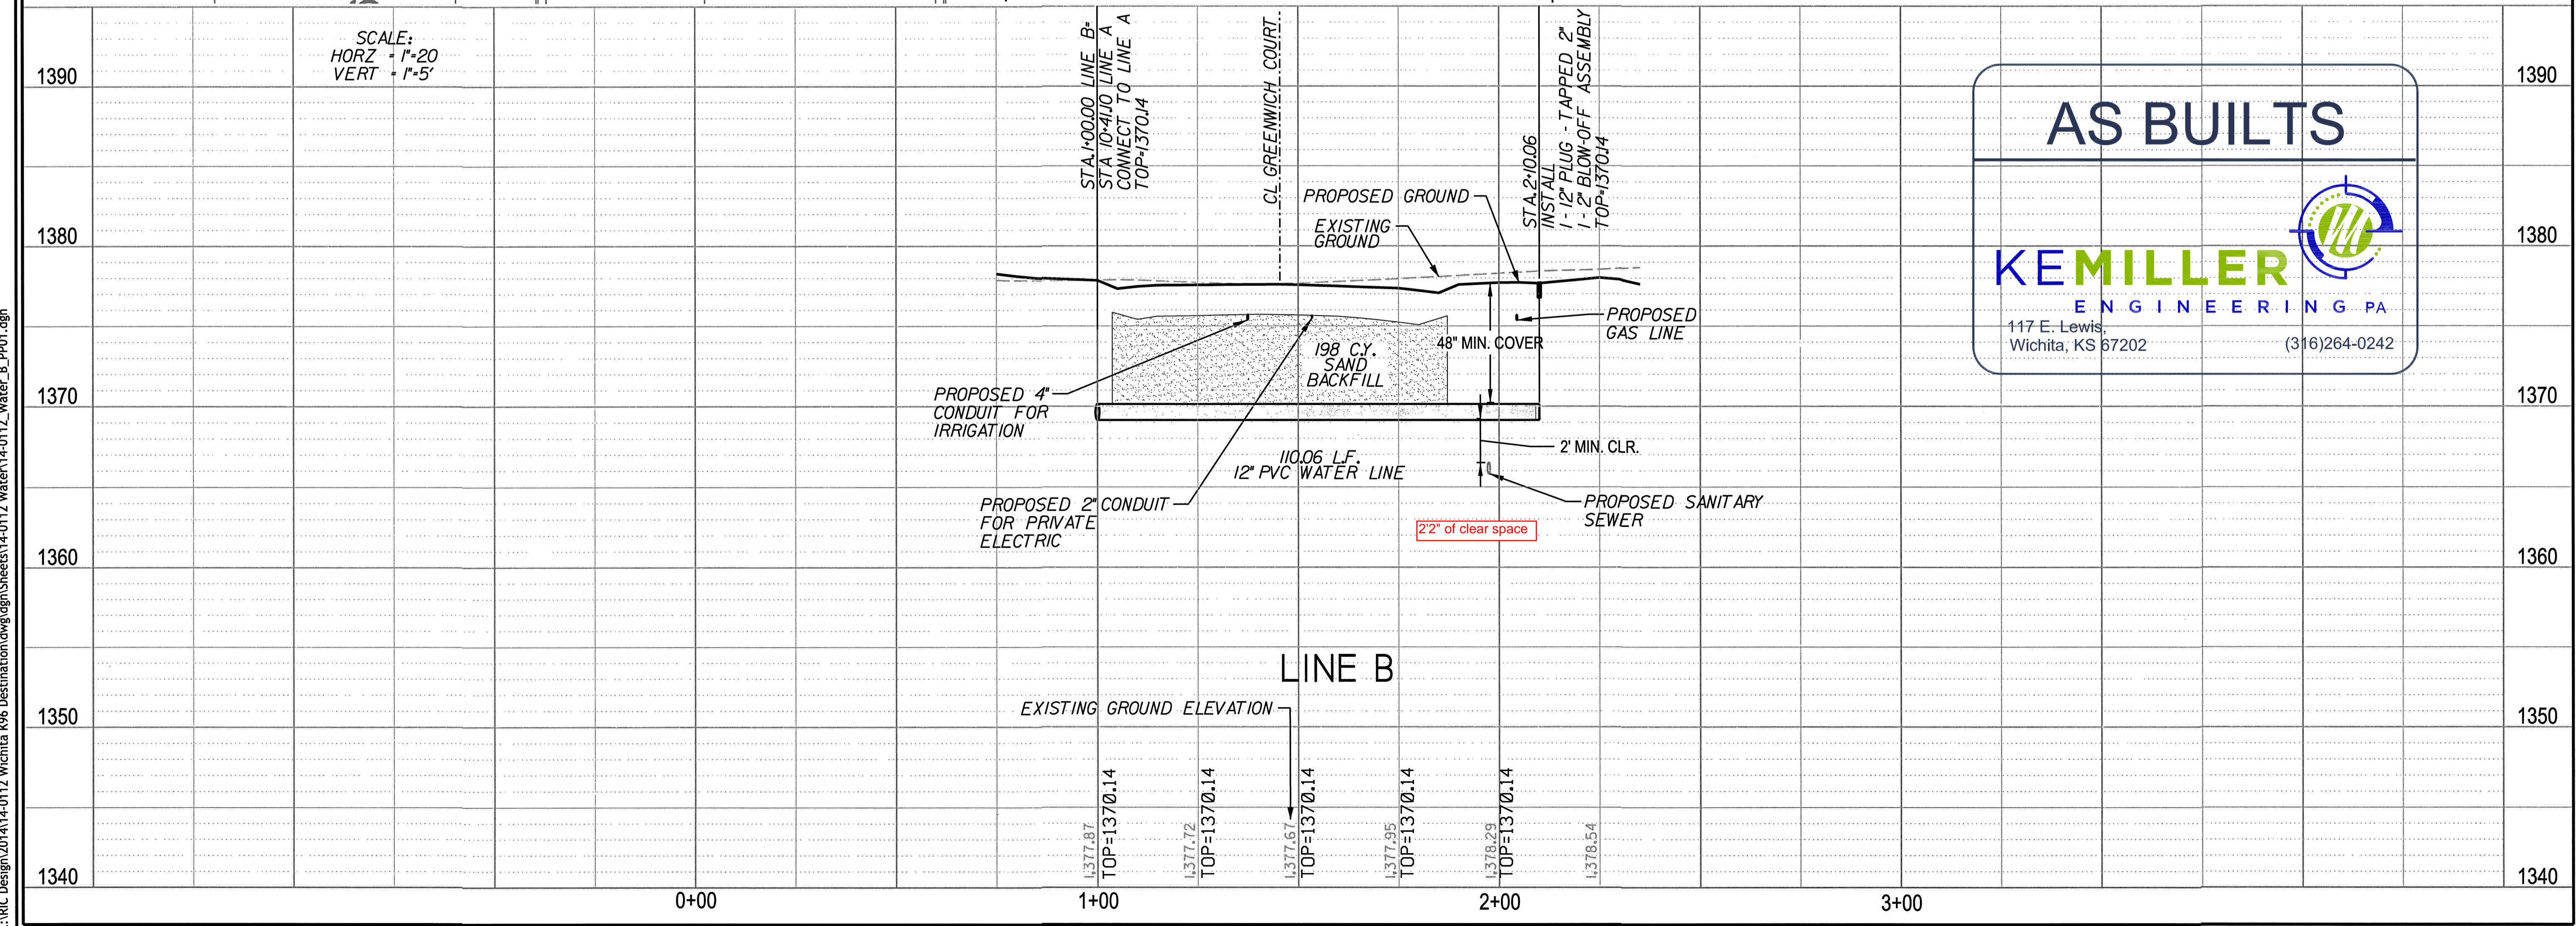 SCALE:
HORZ = 1"=20
VERT = 1"=5'
1390
1380
1370
1360
1350
1340
STA. 1+00.00 LINE B=
STA 10+41.10 LINE A
CONNECT TO LINE A
TOP=1370.14
CL GREENWICH COURT
STA. 2+10.06
INSTALL
1 - 12" PLUG - TAPPED 2"
1 - 2" BLOW-OFF ASSEMBLY
TOP=1370.14
PROPOSED GROUND
EXISTING
GROUND
PROPOSED
GAS LINE
48" MIN. COVER
198 C.Y.
SAND
BACKFILL
PROPOSED 4"
CONDUIT FOR
IRRIGATION
2' MIN. CLR.
110.06 L.F.
12" PVC WATER LINE
PROPOSED 2" CONDUIT
FOR PRIVATE
ELECTRIC
PROPOSED SANITARY
SEWER
2'2" of clear space
LINE B
EXISTING GROUND ELEVATION
1,377.87
TOP=1370.14
1,377.72
TOP=1370.14
1,377.67
TOP=1370.14
1,377.95
TOP=1370.14
1,378.29
TOP=1370.14
1,378.54
0+00
1+00
2+00
3+00
AS BUILTS
KEMILLER
ENGINEERING PA
117 E. Lewis,
Wichita, KS 67202
(316)264-0242
1390
1380
1370
1360
1350
1340